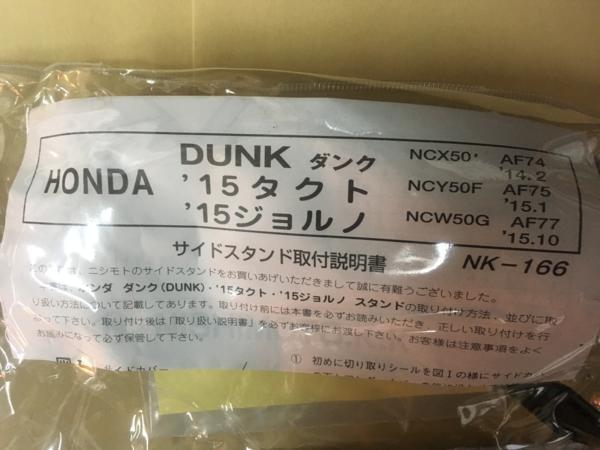 HONDA
DUNK ダンク NCX50' AF74 '14.2
'15タクト NCY50F AF75 '15.1
'15ジョルノ NCW50G AF77 '15.10
サイドスタンド取付説明書 NK-166
は、ニシモトのサイドスタンドをお買いあげいただきまして誠に有難うございました。
ホンダ ダンク(DUNK)・'15タクト・'15ジョルノ スタンドの取り付け方法、並びに取
り扱い方法について記載してあります。取り付け前には本書を必ずお読みいただき、正しい取り付けを行
なって下さい。取り付け後は「取り扱い説明書」を必ずお客様にお渡し下さい。お客様は注意事項をよく
お読みになって必ず保管して下さい。
サイドカバー
① 初めに切り取りシールを図1の様にサイド